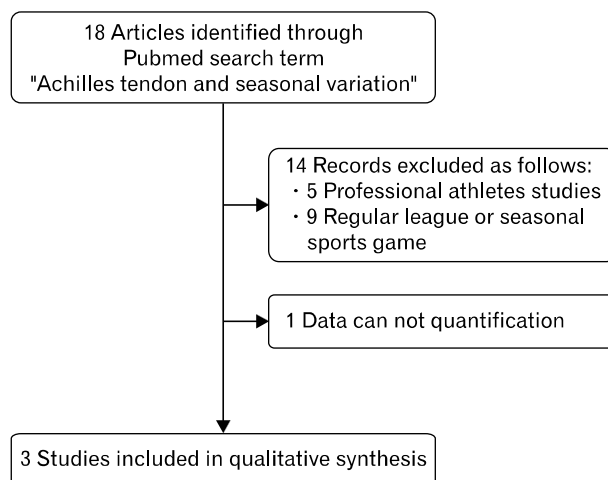 18 Articles identified through
Pubmed search term
"Achilles tendon and seasonal variation"
14 Records excluded as follows:
· 5 Professional athletes studies
· 9 Regular league or seasonal
sports game
1 Data can not quantification
3 Studies included in qualitative synthesis